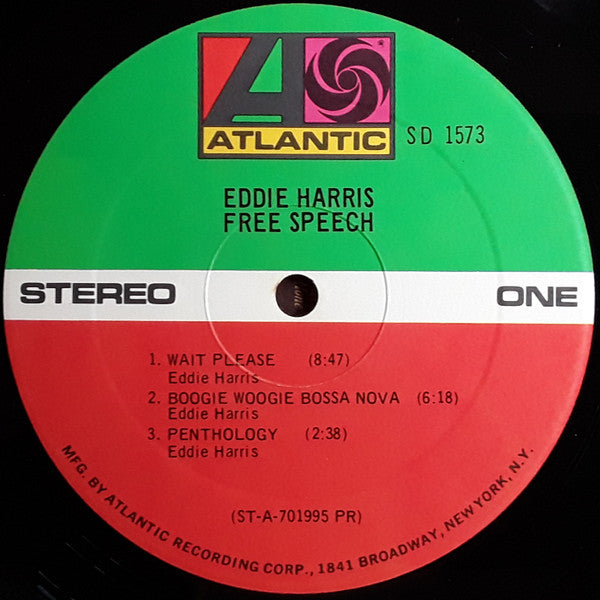 ATLANTIC
SD 1573
EDDIE HARRIS
FREE SPEECH
STEREO
ONE
1. WAIT PLEASE (8:47)
Eddie Harris
2. BOOGIE WOOGIE BOSSA NOVA (6:18)
Eddie Harris
3. PENTHOLOGY (2:38)
Eddie Harris
(ST-A-701995 PR)
MFG. BY ATLANTIC RECORDING CORP., 1841 BROADWAY, NEW YORK, N.Y.